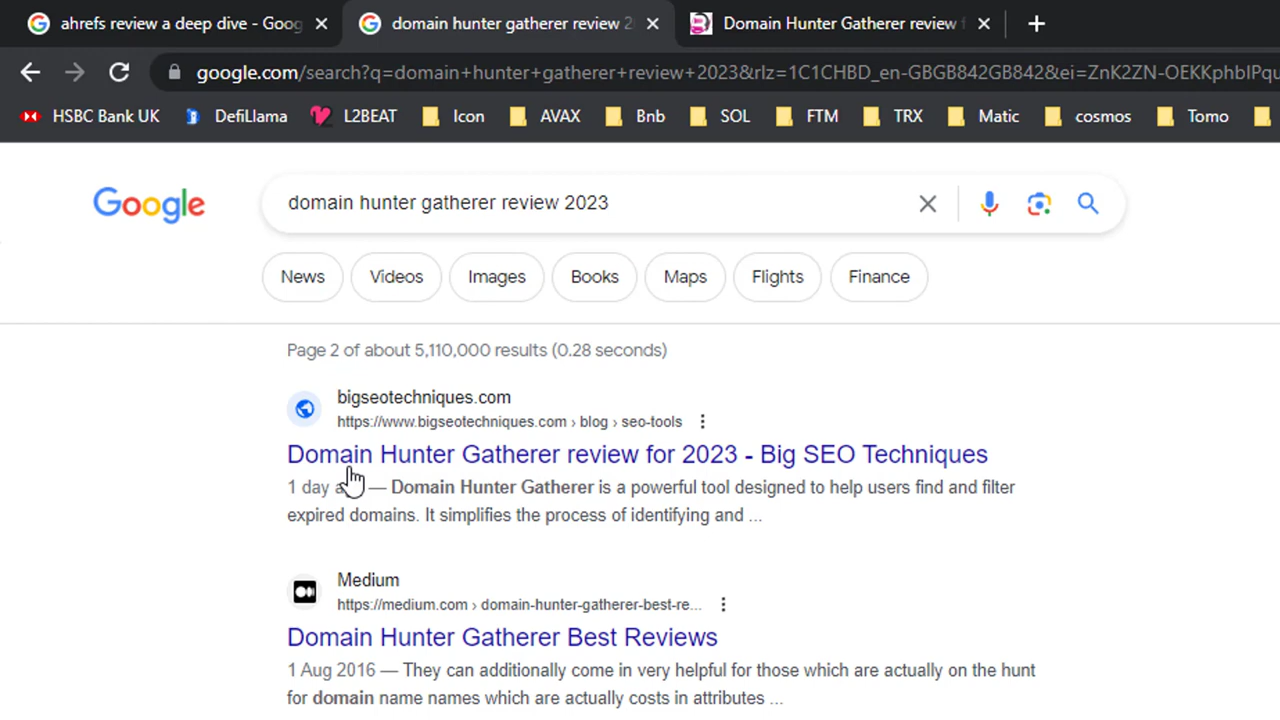 ahrefs review a deep dive - Goog
domain hunter gatherer review 2
Domain Hunter Gatherer review f
google.com/search?q=domain+hunter+gatherer+review+2023&rlz=1C1CHBD_en-GBGB842GB842&ei=ZnK2ZN-OEKKphbIPqu
HSBC Bank UK DefiLlama L2BEAT Icon AVAX Bnb SOL FTM TRX Matic cosmos Tomo
Google
domain hunter gatherer review 2023
News Videos Images Books Maps Flights Finance
Page 2 of about 5,110,000 results (0.28 seconds)
bigseotechniques.com
https://www.bigseotechniques.com › blog › seo-tools
Domain Hunter Gatherer review for 2023 - Big SEO Techniques
1 day — Domain Hunter Gatherer is a powerful tool designed to help users find and filter
expired domains. It simplifies the process of identifying and ...
Medium
https://medium.com › domain-hunter-gatherer-best-re...
Domain Hunter Gatherer Best Reviews
1 Aug 2016 — They can additionally come in very helpful for those which are actually on the hunt
for domain name names which are actually costs in attributes ...